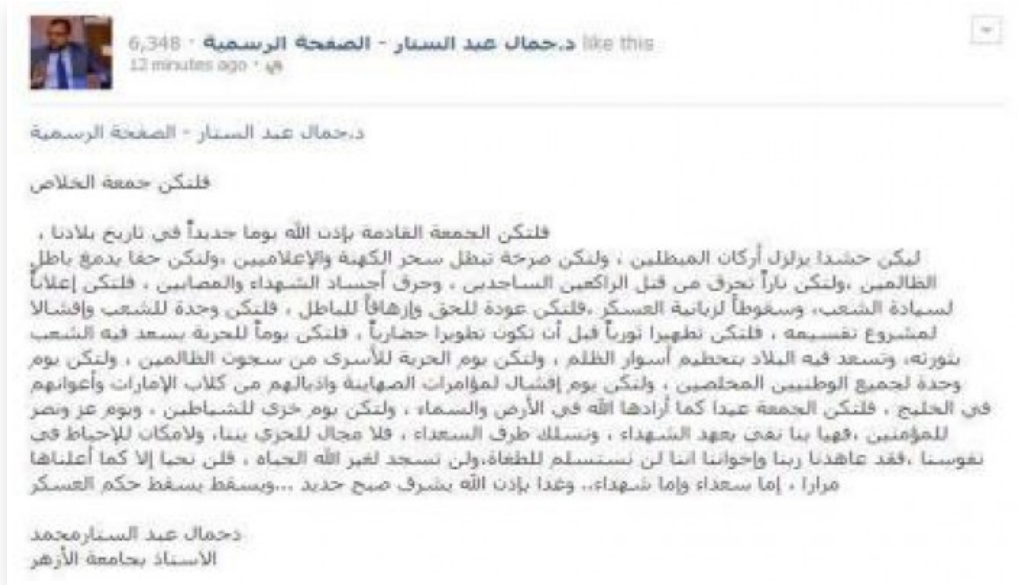 د.جمال عبد الستار - الصفحة الرسمية · 6,348 like this
12 minutes ago ·
د.جمال عبد الستار - الصفحة الرسمية
فلتكن جمعة الخلاص
فلتكن الجمعة القادمة بإذن الله يوما جديداً في تاريخ بلادنا ،
ليكن حشدا يزلزل أركان المبطلين ، ولتكن صرخة تبطل سحر الكهنة والإعلاميين ،ولتكن حقا يدمغ باطل
الظالمين ،ولتكن ناراً تحرق من قتل الراكعين الساجدين ، وحرق أجساد الشهداء والمصابين ، فلتكن إعلاناً
لسيادة الشعب، وسقوطاً لزبانية العسكر ،فلتكن عودة للحق وإزهاقاً للباطل ، فلتكن وحدة للشعب وإفشالا
لمشروع تقسيمه ، فلتكن تطهيرا ثورياً قبل أن تكون تطويرا حضارياً ، فلتكن يوماً للحرية يسعد فيه الشعب
بثورته، وتسعد فيه البلاد بتحطيم أسوار الظلم ، ولتكن يوم الحرية للأسرى من سجون الظالمين ، ولتكن يوم
وحدة لجميع الوطنيين المخلصين ، ولتكن يوم إفشال لمؤامرات الصهاينة واذيالهم من كلاب الإمارات وأعوانهم
في الخليج ، فلتكن الجمعة عيدا كما أرادها الله في الأرض والسماء ، ولتكن يوم خزي للشياطين ، ويوم عز ونصر
للمؤمنين ،فهيا بنا نفي بعهد الشهداء ، ونسلك طرق السعداء ، فلا مجال للخزي بيننا، ولامكان للإحباط في
نفوسنا ،فقد عاهدنا ربنا وإخواننا اننا لن نستسلم للطغاة،ولن نسجد لغير الله الحياه ، فلن نحيا إلا كما أعلناها
مرارا ، إما سعداء وإما شهداء.. وغدا بإذن الله يشرق صبح جديد ...ويسقط يسقط حكم العسكر
دجمال عبد الستارمحمد
الاستاذ بجامعة الأزهر